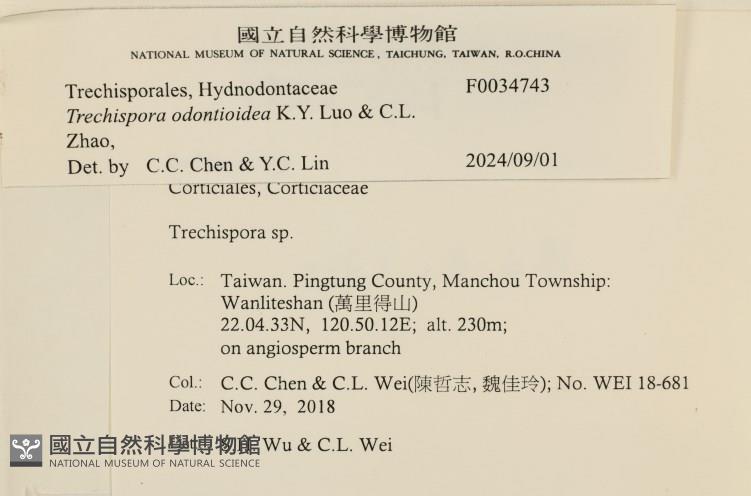 國立自然科學博物館
NATIONAL MUSEUM OF NATURAL SCIENCE, TAICHUNG, TAIWAN, R.O.CHINA
Trechisporales, Hydnodontaceae F0034743
Trechispora odontioidea K.Y. Luo & C.L.
Zhao,
Det. by C.C. Chen & Y.C. Lin 2024/09/01
Corticiales, Corticiaceae
Trechispora sp.
Loc.: Taiwan. Pingtung County, Manchou Township:
Wanliteshan (萬里得山)
22.04.33N, 120.50.12E; alt. 230m;
on angiosperm branch
Col.: C.C. Chen & C.L. Wei(陳哲志, 魏佳玲); No. WEI 18-681
Date: Nov. 29, 2018
Wu & C.L. Wei
國立自然科學博物館
NATIONAL MUSEUM OF NATURAL SCIENCE